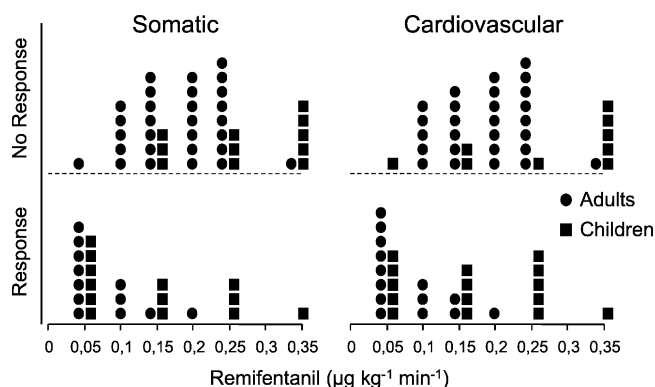 Somatic
Cardiovascular
No Response
Response
Adults
Children
0 0,05 0,1 0,15 0,2 0,25 0,3 0,35
0 0,05 0,1 0,15 0,2 0,25 0,3 0,35
Remifentanil (µg kg⁻¹ min⁻¹)